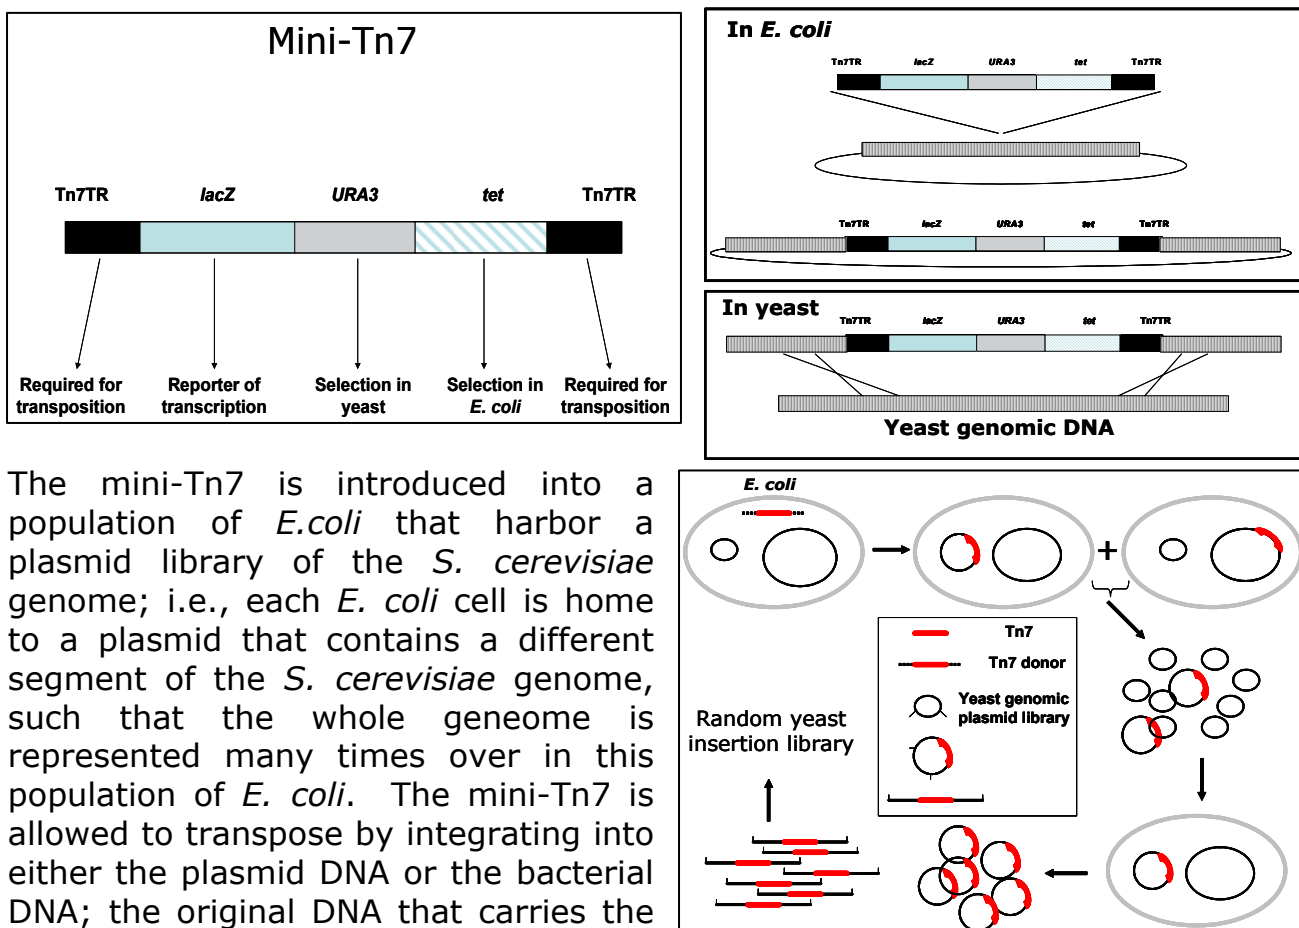 Mini-Tn7
Tn7TR lacZ URA3 tet Tn7TR
Required for transposition
Reporter of transcription
Selection in yeast
Selection in E. coli
Required for transposition
In E. coli
Tn7TR lacZ URA3 tet Tn7TR
Tn7TR lacZ URA3 tet Tn7TR
In yeast
Tn7TR lacZ URA3 tet Tn7TR
Yeast genomic DNA
The mini-Tn7 is introduced into a
population of E.coli that harbor a
plasmid library of the S. cerevisiae
genome; i.e., each E. coli cell is home
to a plasmid that contains a different
segment of the S. cerevisiae genome,
such that the whole geneome is
represented many times over in this
population of E. coli. The mini-Tn7 is
allowed to transpose by integrating into
either the plasmid DNA or the bacterial
DNA; the original DNA that carries the
E. coli
+
Tn7
Tn7 donor
Yeast genomic
plasmid library
Random yeast
insertion library